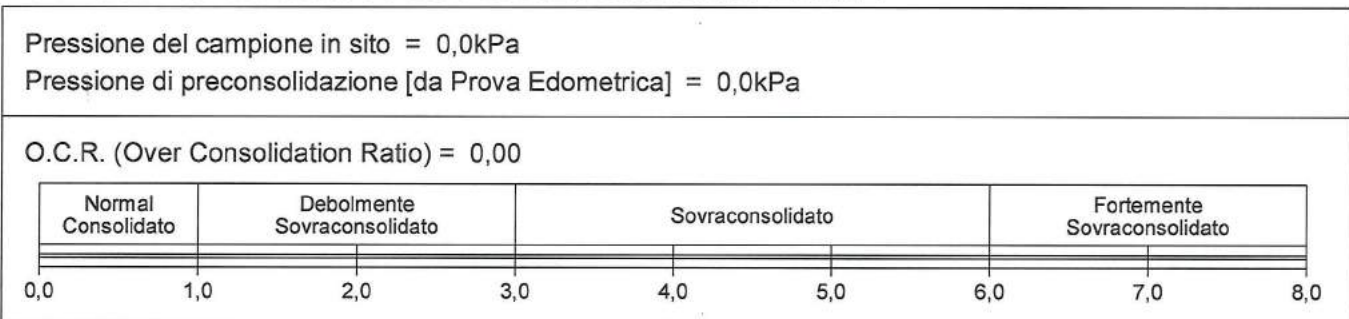 Pressione del campione in sito = 0,0kPa
Pressione di preconsolidazione [da Prova Edometrica] = 0,0kPa
O.C.R. (Over Consolidation Ratio) = 0,00
Normal
Consolidato
Debolmente
Sovraconsolidato
Sovraconsolidato
Fortemente
Sovraconsolidato
0,0 1,0 2,0 3,0 4,0 5,0 6,0 7,0 8,0